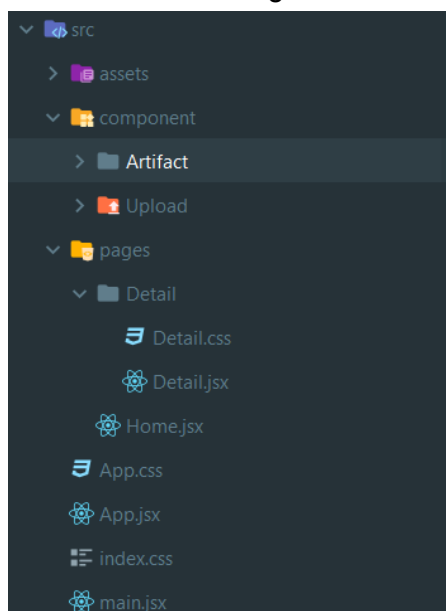 src
assets
component
Artifact
Upload
pages
Detail
Detail.css
Detail.jsx
Home.jsx
App.css
App.jsx
index.css
main.jsx